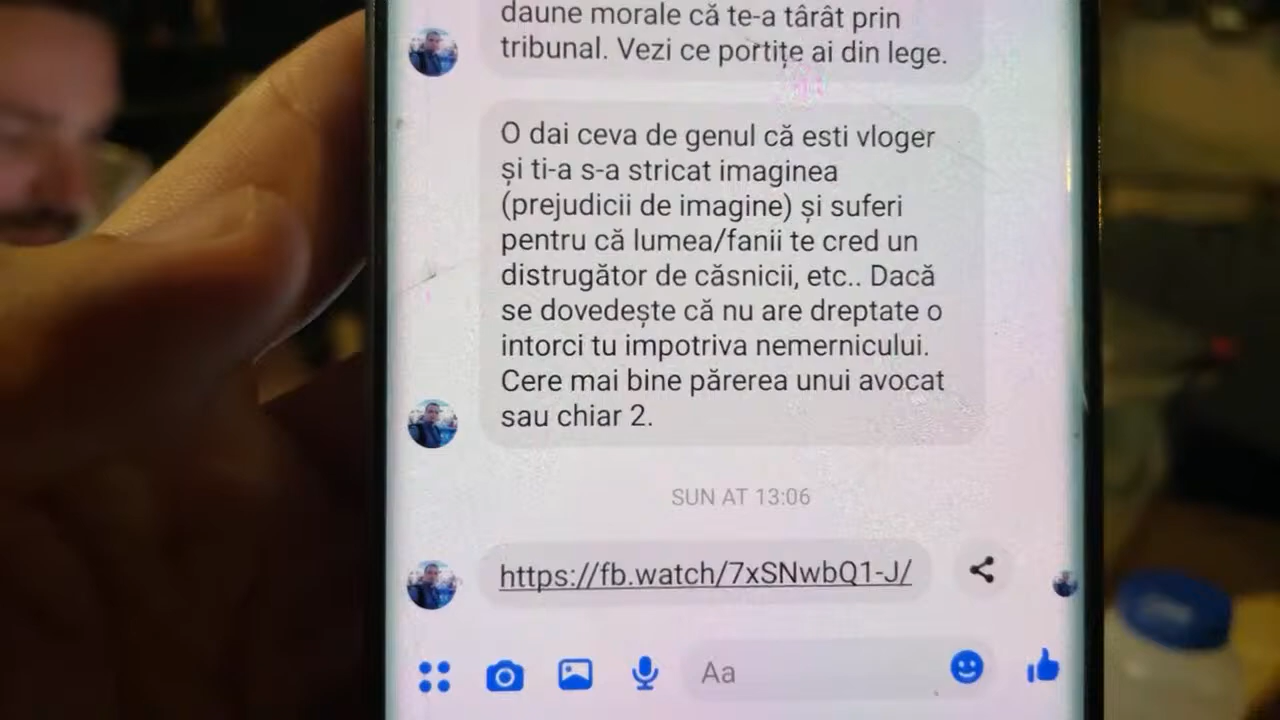 daune morale că te-a târât prin
tribunal. Vezi ce portițe ai din lege.
O dai ceva de genul că esti vloger
și ti-a s-a stricat imaginea
(prejudicii de imagine) și suferi
pentru că lumea/fanii te cred un
distrugător de căsnicii, etc.. Dacă
se dovedește că nu are dreptate o
intorci tu impotriva nemernicului.
Cere mai bine părerea unui avocat
sau chiar 2.
SUN AT 13:06
https://fb.watch/7xSNwbQ1-J/
Aa